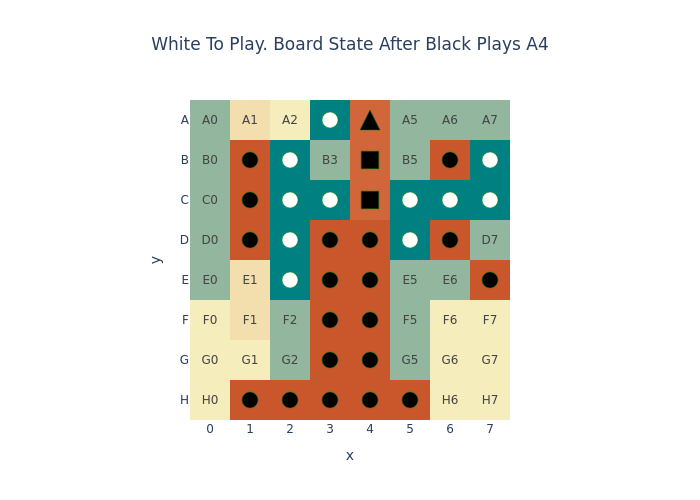 White To Play. Board State After Black Plays A4
A A0 A1 A2 A5 A6 A7
B B0 B3 B5
C C0
D D0 D7
E E0 E1 E5 E6
F F0 F1 F2 F5 F6 F7
G G0 G1 G2 G5 G6 G7
H H0 H6 H7
0 1 2 3 4 5 6 7
x
y